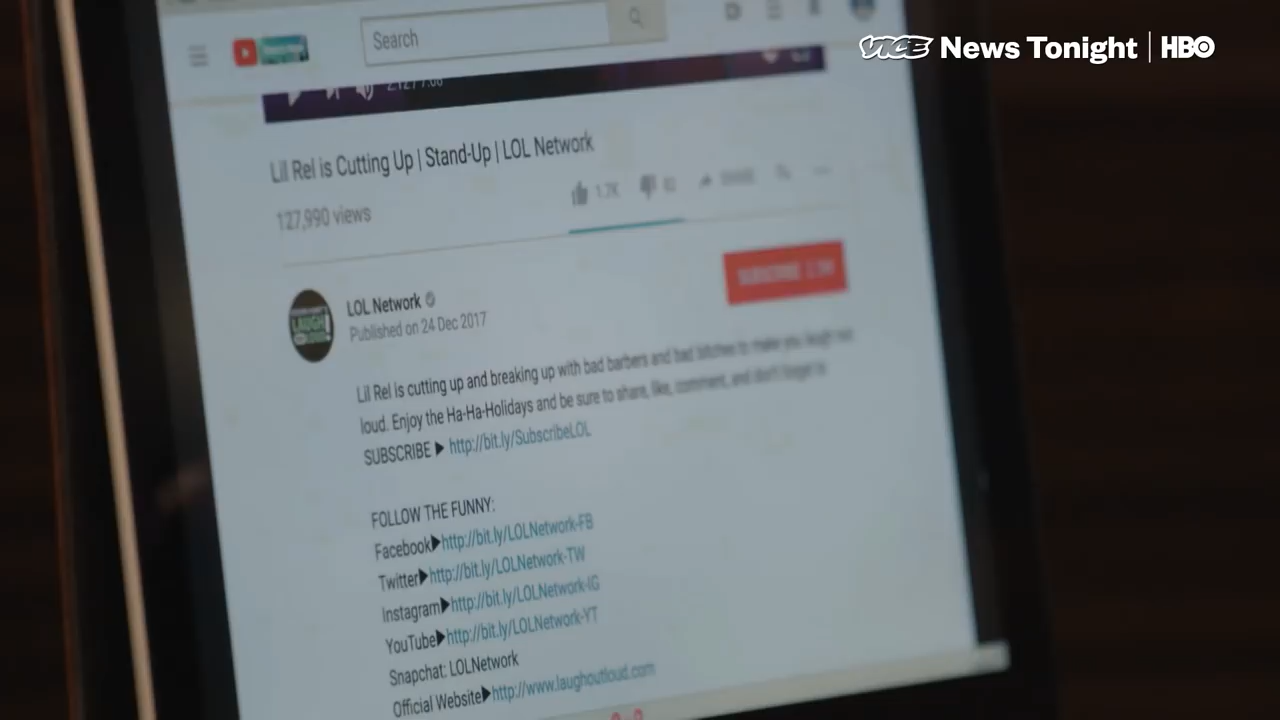 VICE News Tonight | HBO
Search
Lil Rel is Cutting Up | Stand-Up | LOL Network
127,990 views
1.7K
SUBSCRIBE
LOL Network
Published on 24 Dec 2017
LAUGH
Lil Rel is cutting up and breaking up with bad barbers and bad bitches to make you laugh out
loud. Enjoy the Ha-Ha-Holidays and be sure to share, like, comment, and don't forget to
SUBSCRIBE ▶ http://bit.ly/SubscribeLOL
FOLLOW THE FUNNY:
Facebook▶http://bit.ly/LOLNetwork-FB
Twitter▶http://bit.ly/LOLNetwork-TW
Instagram▶http://bit.ly/LOLNetwork-IG
YouTube▶http://bit.ly/LOLNetwork-YT
Snapchat: LOLNetwork
Official Website▶http://www.laughoutloud.com